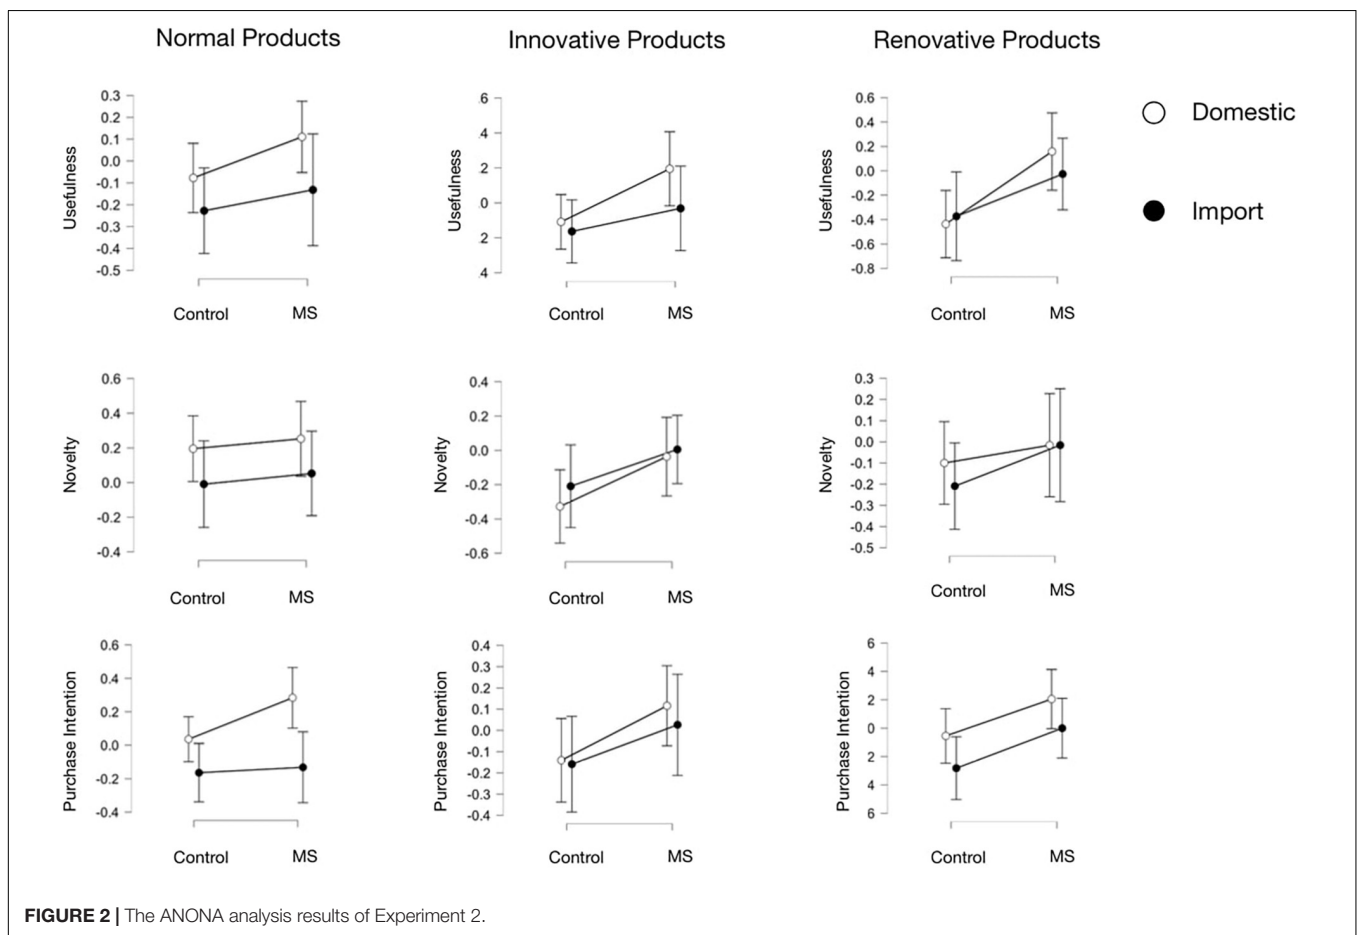 Normal Products
Innovative Products
Renovative Products
Domestic
Import
Usefulness
0.3
0.2
0.1
0.0
-0.1
-0.2
-0.3
-0.4
-0.5
Control MS
Usefulness
.6
.4
.2
0
.2
.4
Control MS
Usefulness
0.6
0.4
0.2
0.0
-0.2
-0.4
-0.6
-0.8
Control MS
Novelty
0.6
0.4
0.2
0.0
-0.2
-0.4
Control MS
Novelty
0.4
0.2
0.0
-0.2
-0.4
-0.6
Control MS
Novelty
0.3
0.2
0.1
0.0
-0.1
-0.2
-0.3
-0.4
-0.5
Control MS
Purchase Intention
0.6
0.4
0.2
0.0
-0.2
-0.4
Control MS
Purchase Intention
0.4
0.3
0.2
0.1
0.0
-0.1
-0.2
-0.3
-0.4
Control MS
Purchase Intention
6
4
2
0
2
4
6
Control MS
FIGURE 2 | The ANONA analysis results of Experiment 2.